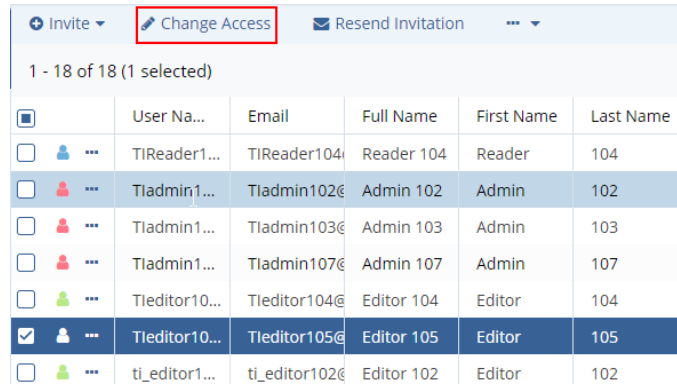 Invite Change Access Resend Invitation
1 - 18 of 18 (1 selected)
User Na... Email Full Name First Name Last Name
TIReader1... TIReader104 Reader 104 Reader 104
TIadmin1... TIadmin102@ Admin 102 Admin 102
TIadmin1... TIadmin103@ Admin 103 Admin 103
TIadmin1... TIadmin107@ Admin 107 Admin 107
TIeditor10... TIeditor104@ Editor 104 Editor 104
TIeditor10... TIeditor105@ Editor 105 Editor 105
ti_editor1... ti_editor102@ Editor 102 Editor 102